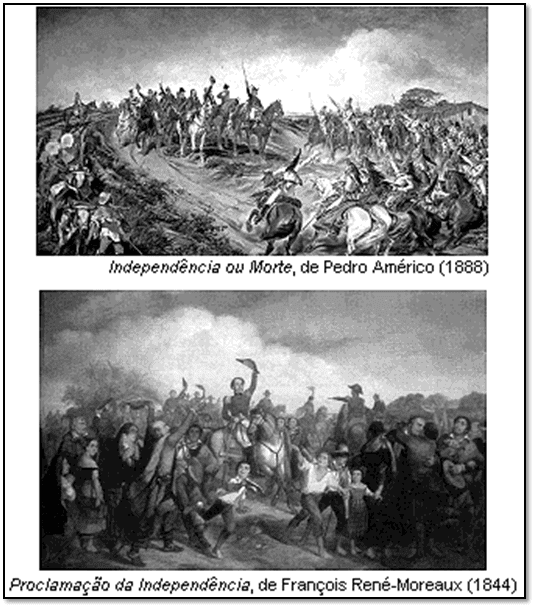 Independência ou Morte, de Pedro Américo (1888)
Proclamação da Independência, de François René-Moreaux (1844)